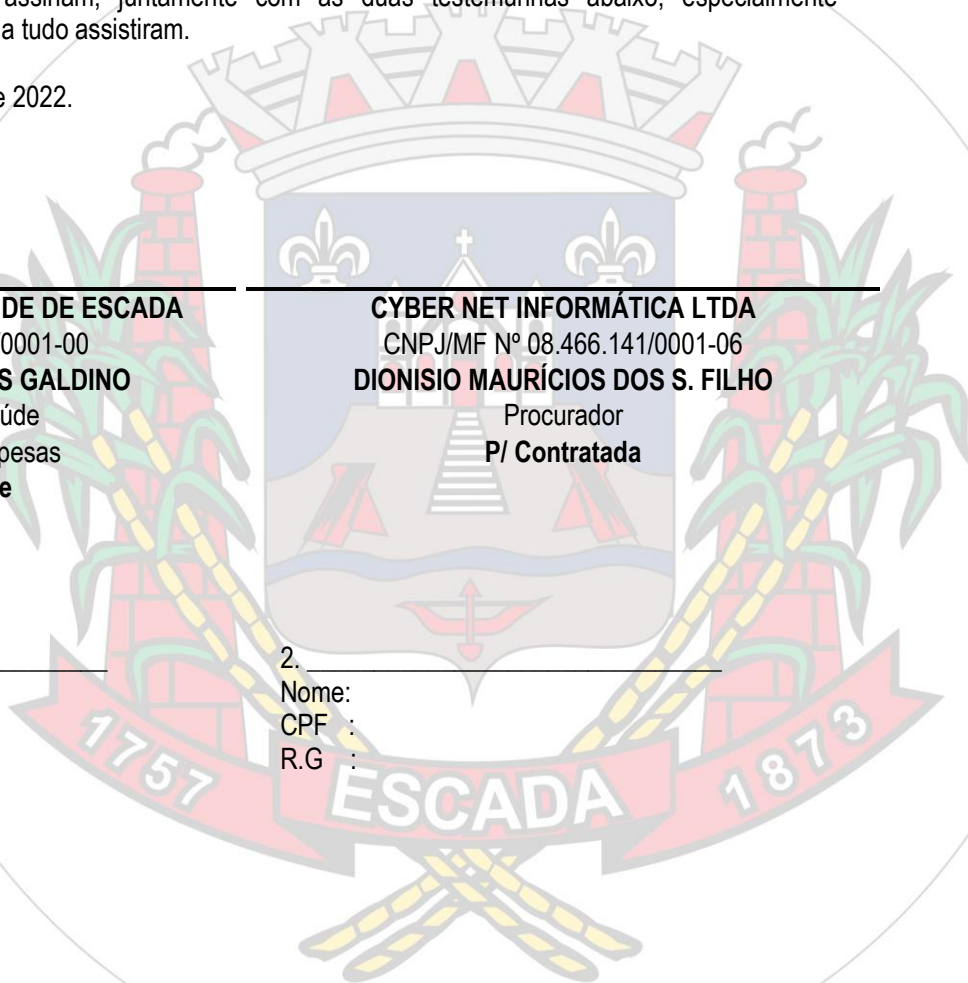 assinam, juntamente com as duas testemunhas abaixo, especialmente
a tudo assistiram.
e 2022.
DE DE ESCADA
/0001-00
S GALDINO
úde
pesas
e
CYBER NET INFORMÁTICA LTDA
CNPJ/MF Nº 08.466.141/0001-06
DIONISIO MAURÍCIOS DOS S. FILHO
Procurador
P/ Contratada
2. ________________________________
Nome:
CPF :
R.G :
1757 ESCADA 1873